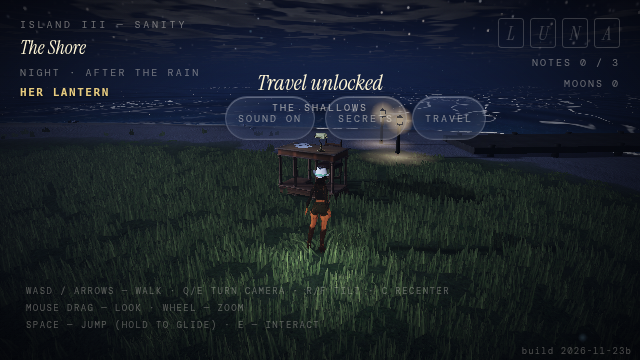 ISLAND III — SANITY
The Shore
NIGHT · AFTER THE RAIN
HER LANTERN
LUNA
NOTES 0 / 3
MOONS 0
Travel unlocked
THE SHALLOWS
SOUND ON
SECRETS
TRAVEL
WASD / ARROWS — WALK · Q/E TURN CAMERA · R/F TILT · C RECENTER
MOUSE DRAG — LOOK · WHEEL — ZOOM
SPACE — JUMP (HOLD TO GLIDE) · E — INTERACT
build 2026-11-23b